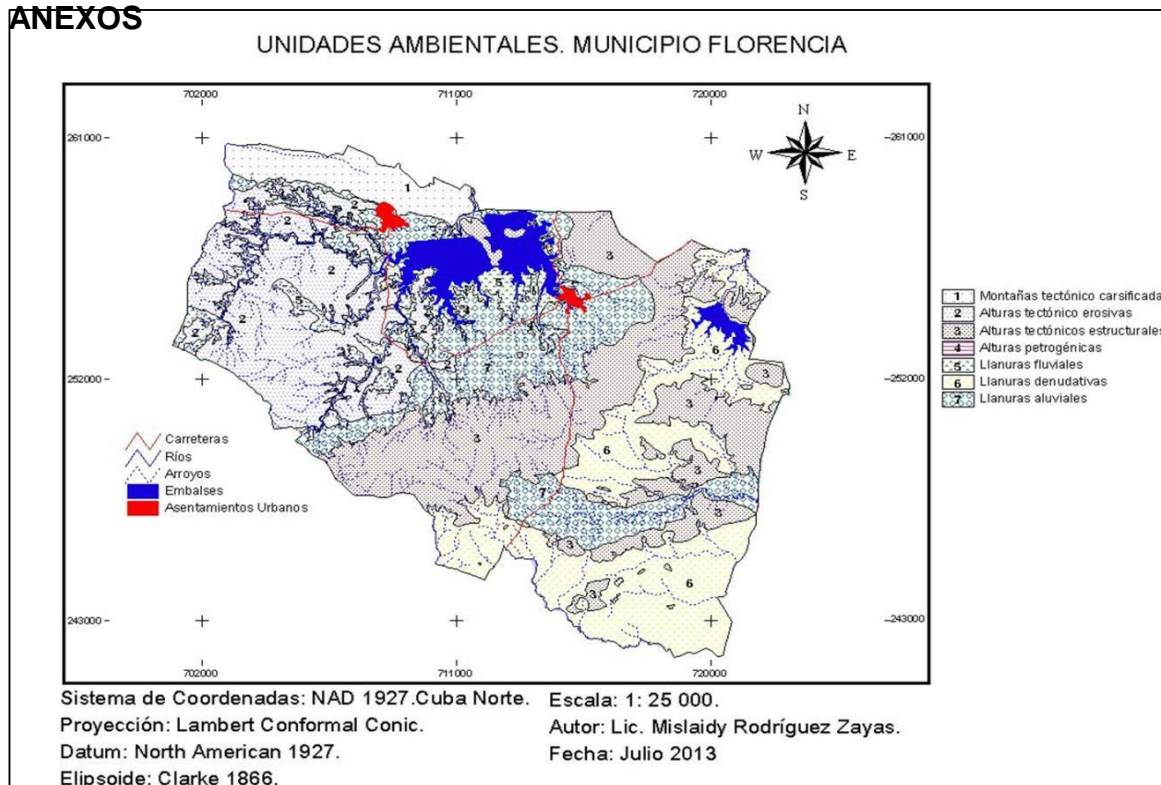 ANEXOS
UNIDADES AMBIENTALES. MUNICIPIO FLORENCIA
702000 711000 720000
261000 261000
N
W E
S
1
2
2
2
3
5
5
2
2
4
2
4
6
2
7
2
3
252000 252000
3
3
6
3
7
3
3
3
6
3
243000 243000
702000 711000 720000
Carreteras
Ríos
Arroyos
Embalses
Asentamientos Urbanos
1 Montañas tectónico carsificada
2 Alturas tectónico erosivas
3 Alturas tectónicos estructurales
4 Alturas petrogénicas
5 Llanuras fluviales
6 Llanuras denudativas
7 Llanuras aluviales
Sistema de Coordenadas: NAD 1927.Cuba Norte. Escala: 1: 25 000.
Proyección: Lambert Conformal Conic. Autor: Lic. Mislaidy Rodríguez Zayas.
Datum: North American 1927. Fecha: Julio 2013
Elipsoide: Clarke 1866.